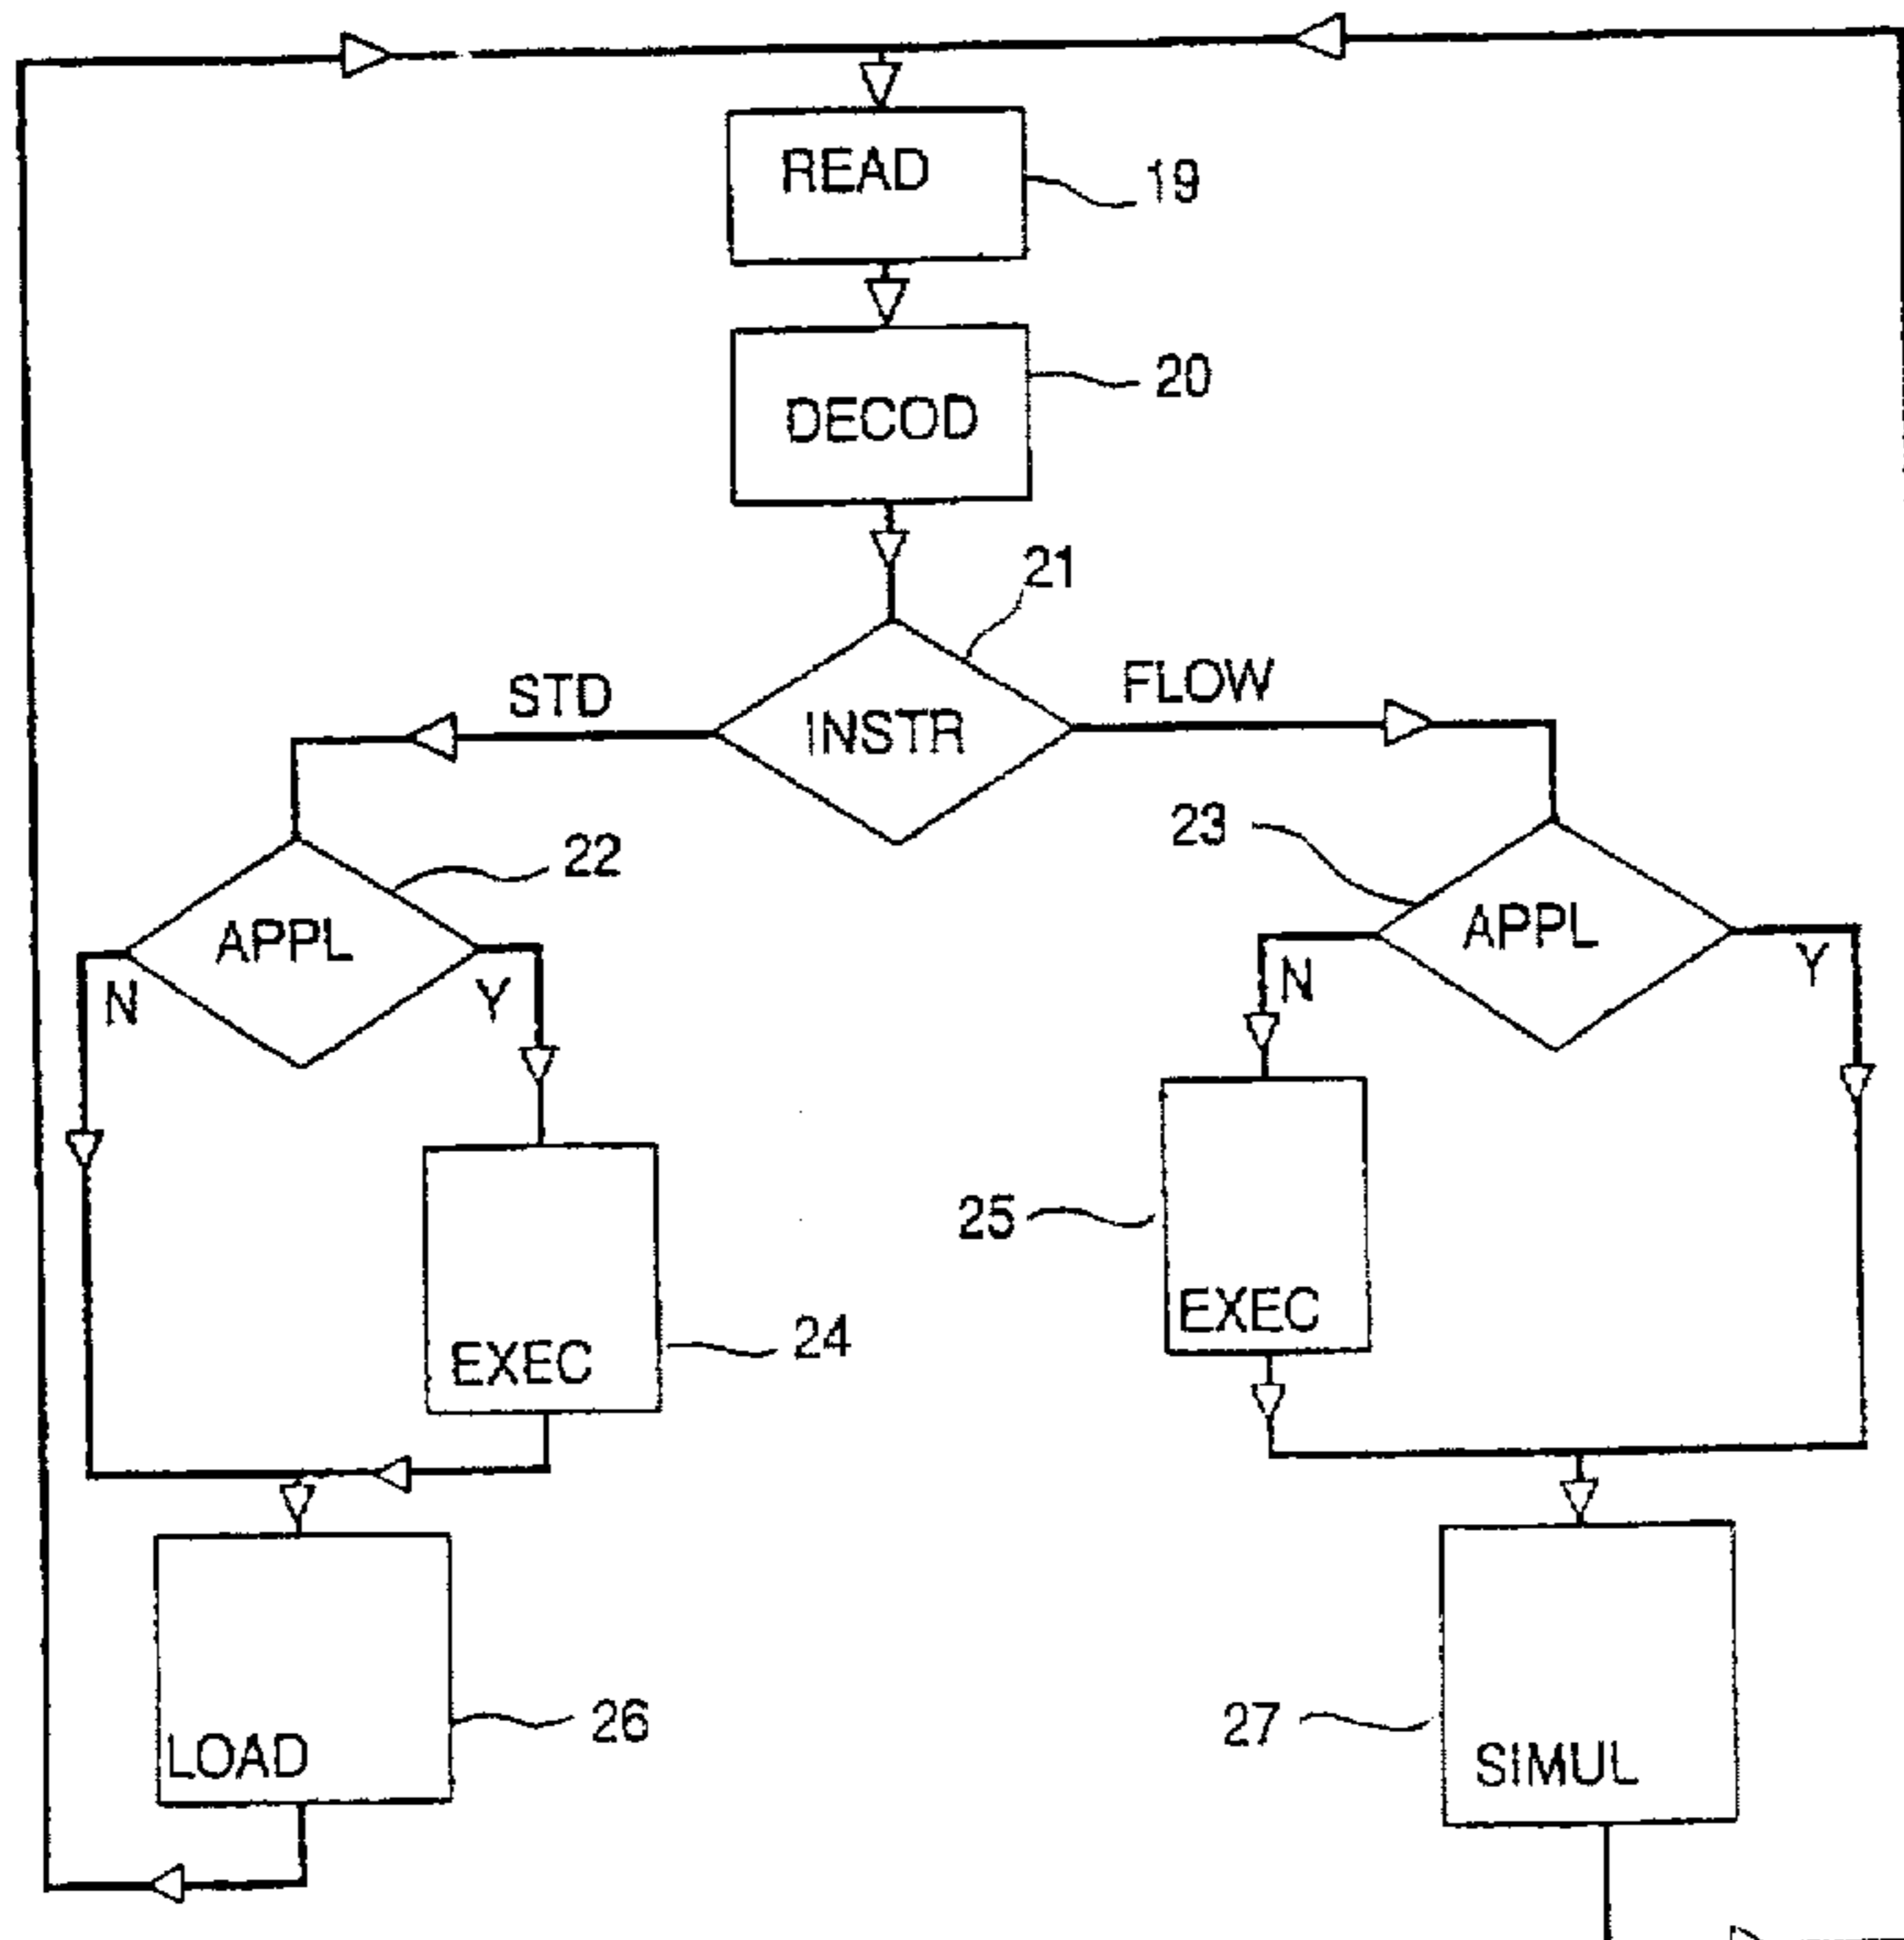 READ
19
DECOD
20
21
STD
INSTR
FLOW
22
APPL
N
Y
23
APPL
N
Y
EXEC
24
25
EXEC
LOAD
26
27
SIMUL